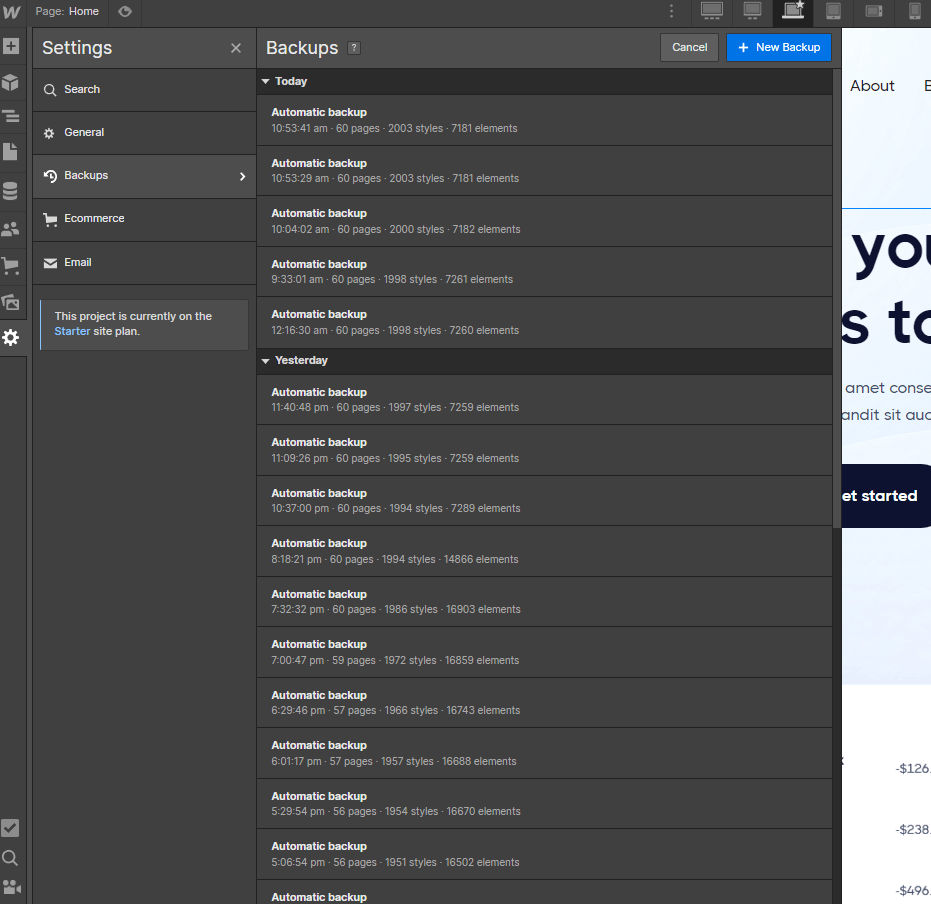 Page: Home
Settings
Backups ?
Cancel
+ New Backup
Search
General
Backups
Ecommerce
Email
This project is currently on the
Starter site plan.
Today
Automatic backup
10:53:41 am · 60 pages · 2003 styles · 7181 elements
Automatic backup
10:53:29 am · 60 pages · 2003 styles · 7181 elements
Automatic backup
10:04:02 am · 60 pages · 2000 styles · 7182 elements
Automatic backup
9:33:01 am · 60 pages · 1998 styles · 7261 elements
Automatic backup
12:16:30 am · 60 pages · 1998 styles · 7260 elements
Yesterday
Automatic backup
11:40:48 pm · 60 pages · 1997 styles · 7259 elements
Automatic backup
11:09:26 pm · 60 pages · 1995 styles · 7259 elements
Automatic backup
10:37:00 pm · 60 pages · 1994 styles · 7289 elements
Automatic backup
8:18:21 pm · 60 pages · 1994 styles · 14866 elements
Automatic backup
7:32:32 pm · 60 pages · 1986 styles · 16903 elements
Automatic backup
7:00:47 pm · 59 pages · 1972 styles · 16859 elements
Automatic backup
6:29:46 pm · 57 pages · 1966 styles · 16743 elements
Automatic backup
6:01:17 pm · 57 pages · 1957 styles · 16688 elements
Automatic backup
5:29:54 pm · 56 pages · 1954 styles · 16670 elements
Automatic backup
5:06:54 pm · 56 pages · 1951 styles · 16502 elements
Automatic backup
About
you
s to
amet conse
andit sit auc
et started
-$126.
-$238.
-$496.